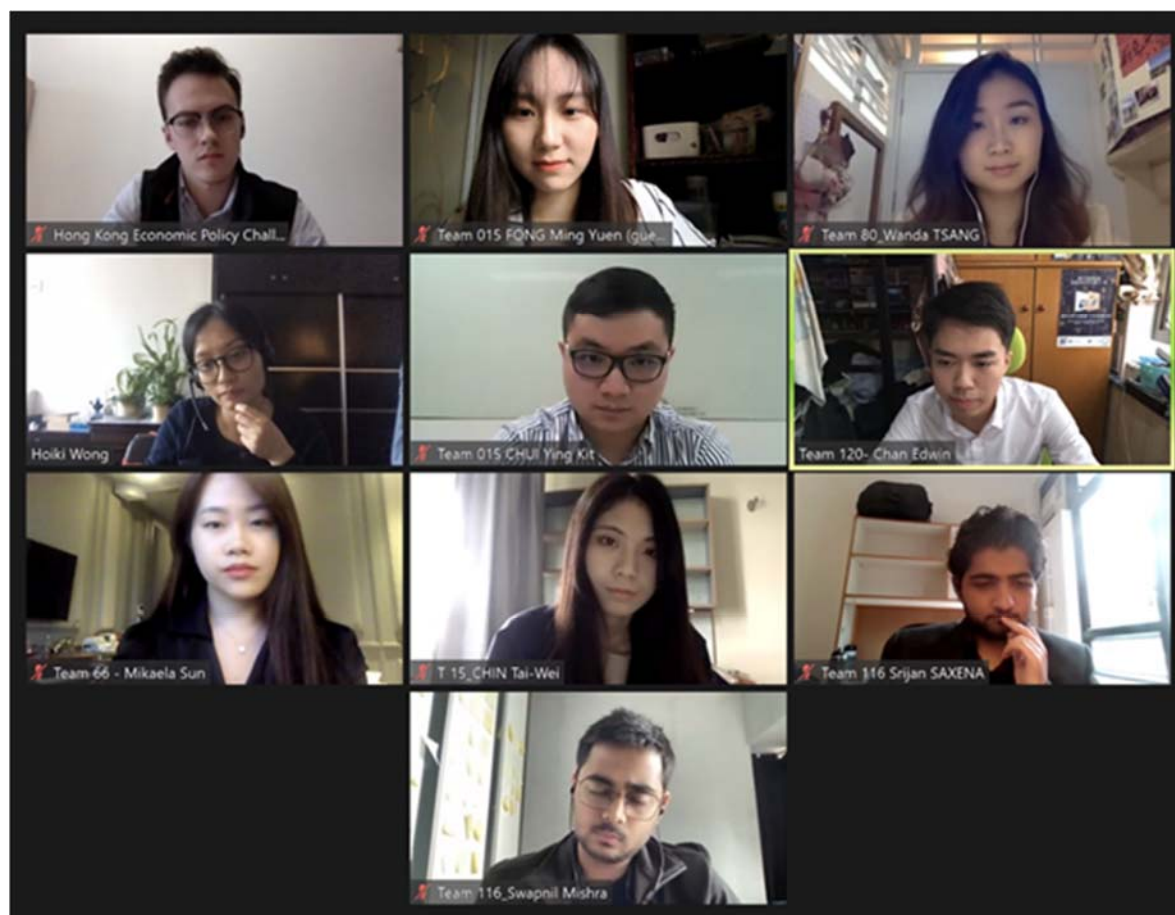 Hong Kong Economic Policy Chall...
Team 015 FONG Ming Yuen (gue...
Team 80_Wanda TSANG
Hoiki Wong
Team 015 CHUI Ying Kit
Team 120- Chan Edwin
Team 66 - Mikaela Sun
T 15_CHIN Tai-Wei
Team 116 Srijan SAXENA
Team 116_Swapnil Mishra